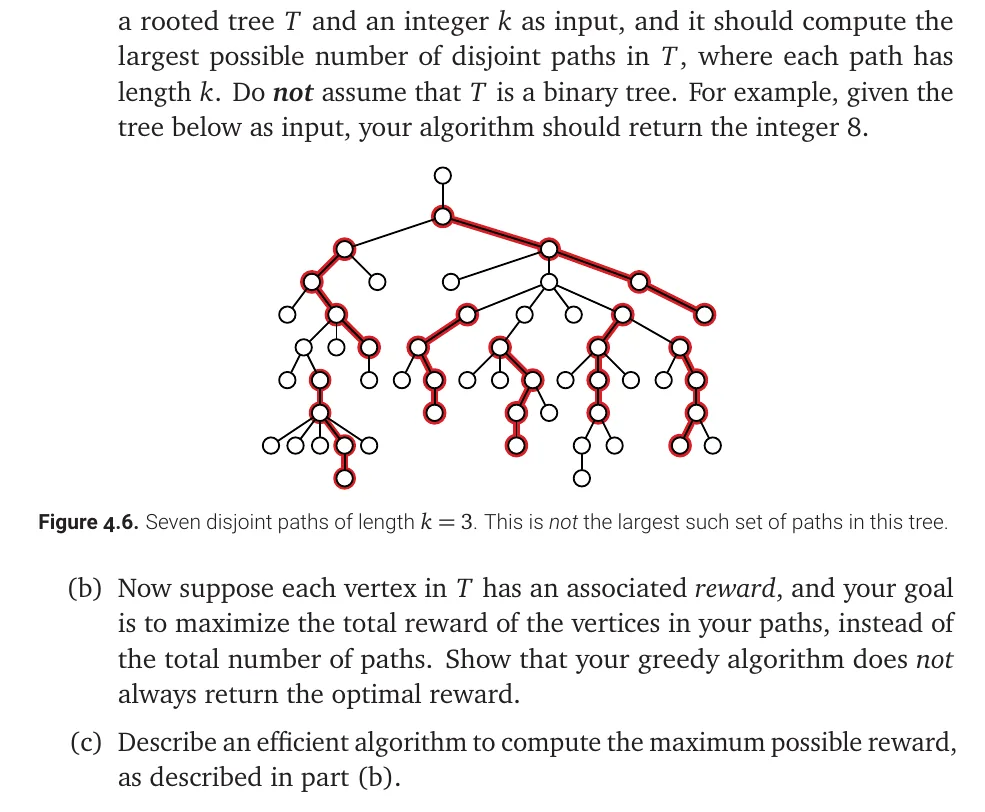 a rooted tree T and an integer k as input, and it should compute the
largest possible number of disjoint paths in T, where each path has
length k. Do not assume that T is a binary tree. For example, given the
tree below as input, your algorithm should return the integer 8.
Figure 4.6. Seven disjoint paths of length k = 3. This is not the largest such set of paths in this tree.
(b) Now suppose each vertex in T has an associated reward, and your goal
is to maximize the total reward of the vertices in your paths, instead of
the total number of paths. Show that your greedy algorithm does not
always return the optimal reward.
(c) Describe an efficient algorithm to compute the maximum possible reward,
as described in part (b).